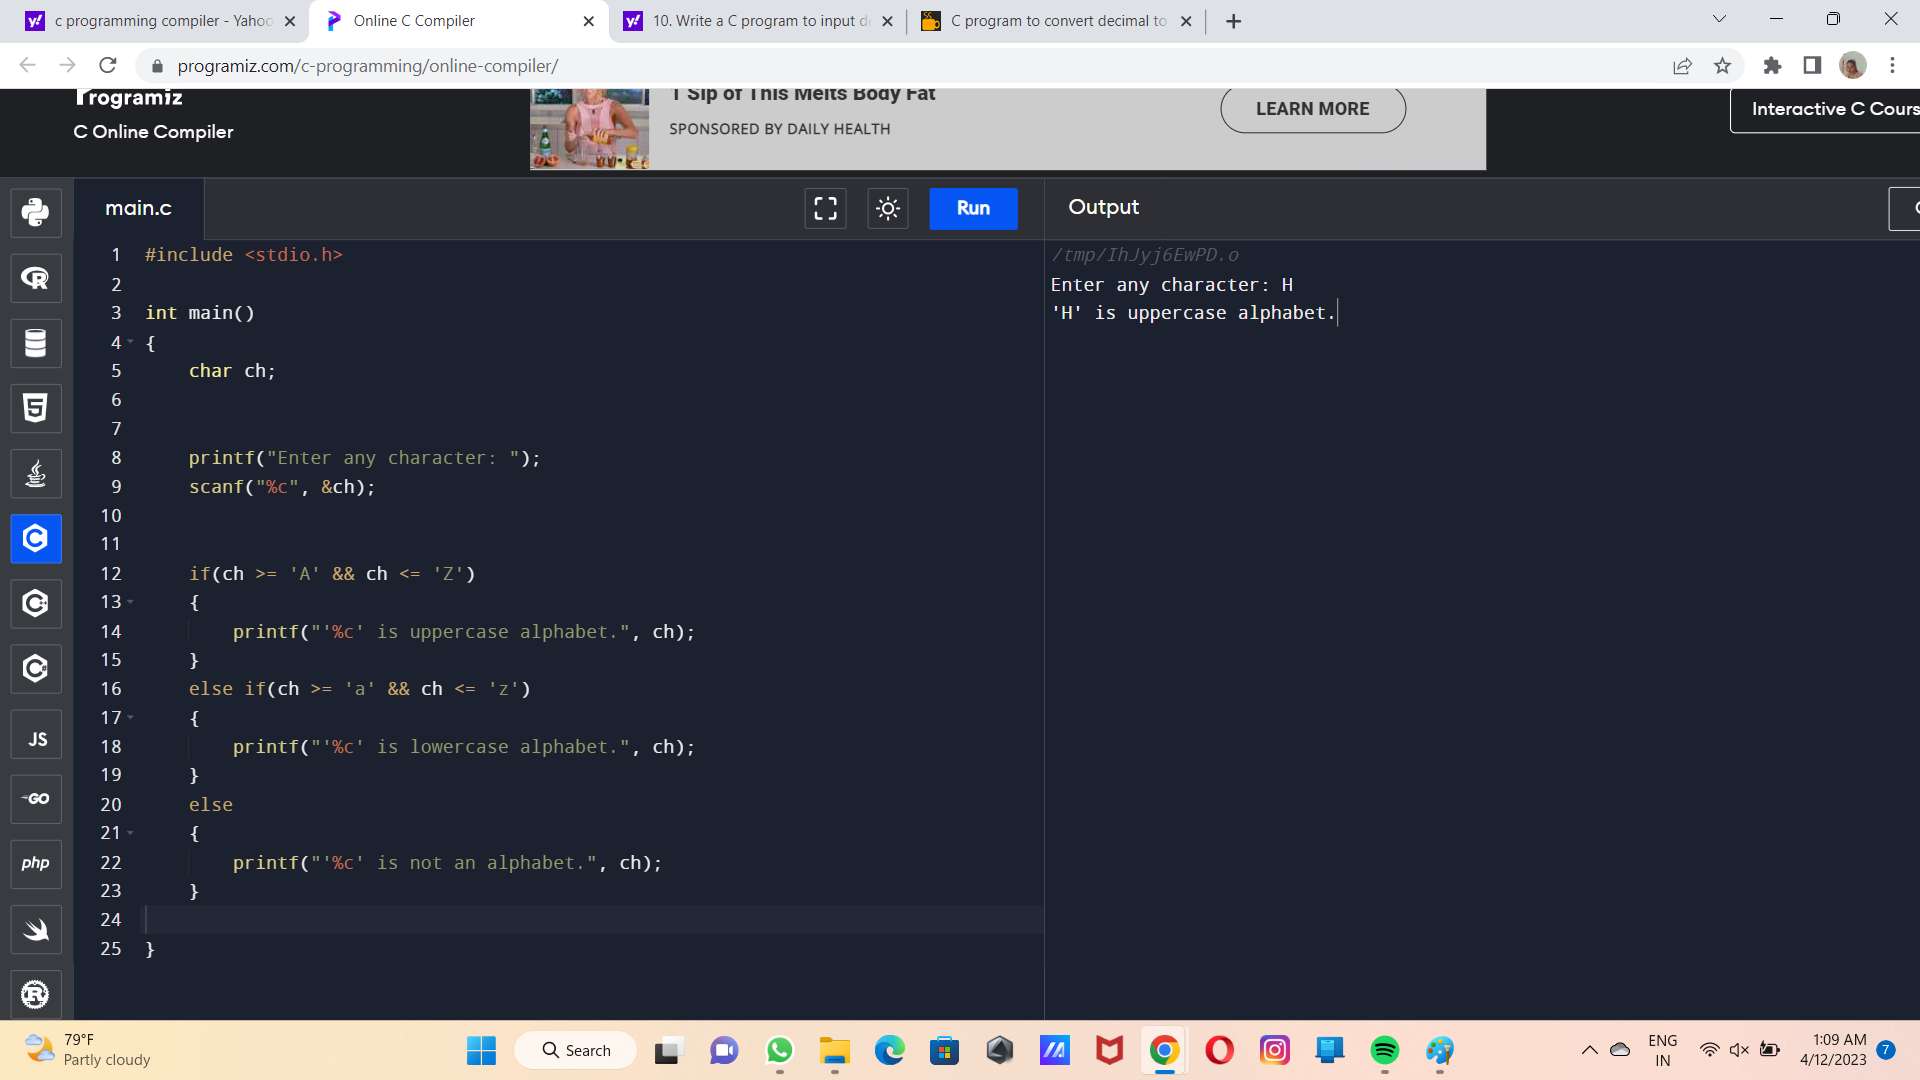 c programming compiler - Yahoo
Online C Compiler
10. Write a C program to input de
C program to convert decimal to
programiz.com/c-programming/online-compiler/
Programiz
C Online Compiler
1 Sip of This Melts Body Fat
SPONSORED BY DAILY HEALTH
LEARN MORE
Interactive C Cours
main.c
Run
Output
1 #include <stdio.h>
2
3 int main()
4 {
5     char ch;
6
7
8     printf("Enter any character: ");
9     scanf("%c", &ch);
10
11
12     if(ch >= 'A' && ch <= 'Z')
13     {
14         printf("'%c' is uppercase alphabet.", ch);
15     }
16     else if(ch >= 'a' && ch <= 'z')
17     {
18         printf("'%c' is lowercase alphabet.", ch);
19     }
20     else
21     {
22         printf("'%c' is not an alphabet.", ch);
23     }
24
25 }
/tmp/IhJyj6EwPD.o
Enter any character: H
'H' is uppercase alphabet.
JS
GO
php
79°F
Partly cloudy
Search
ENG
IN
1:09 AM
4/12/2023
7